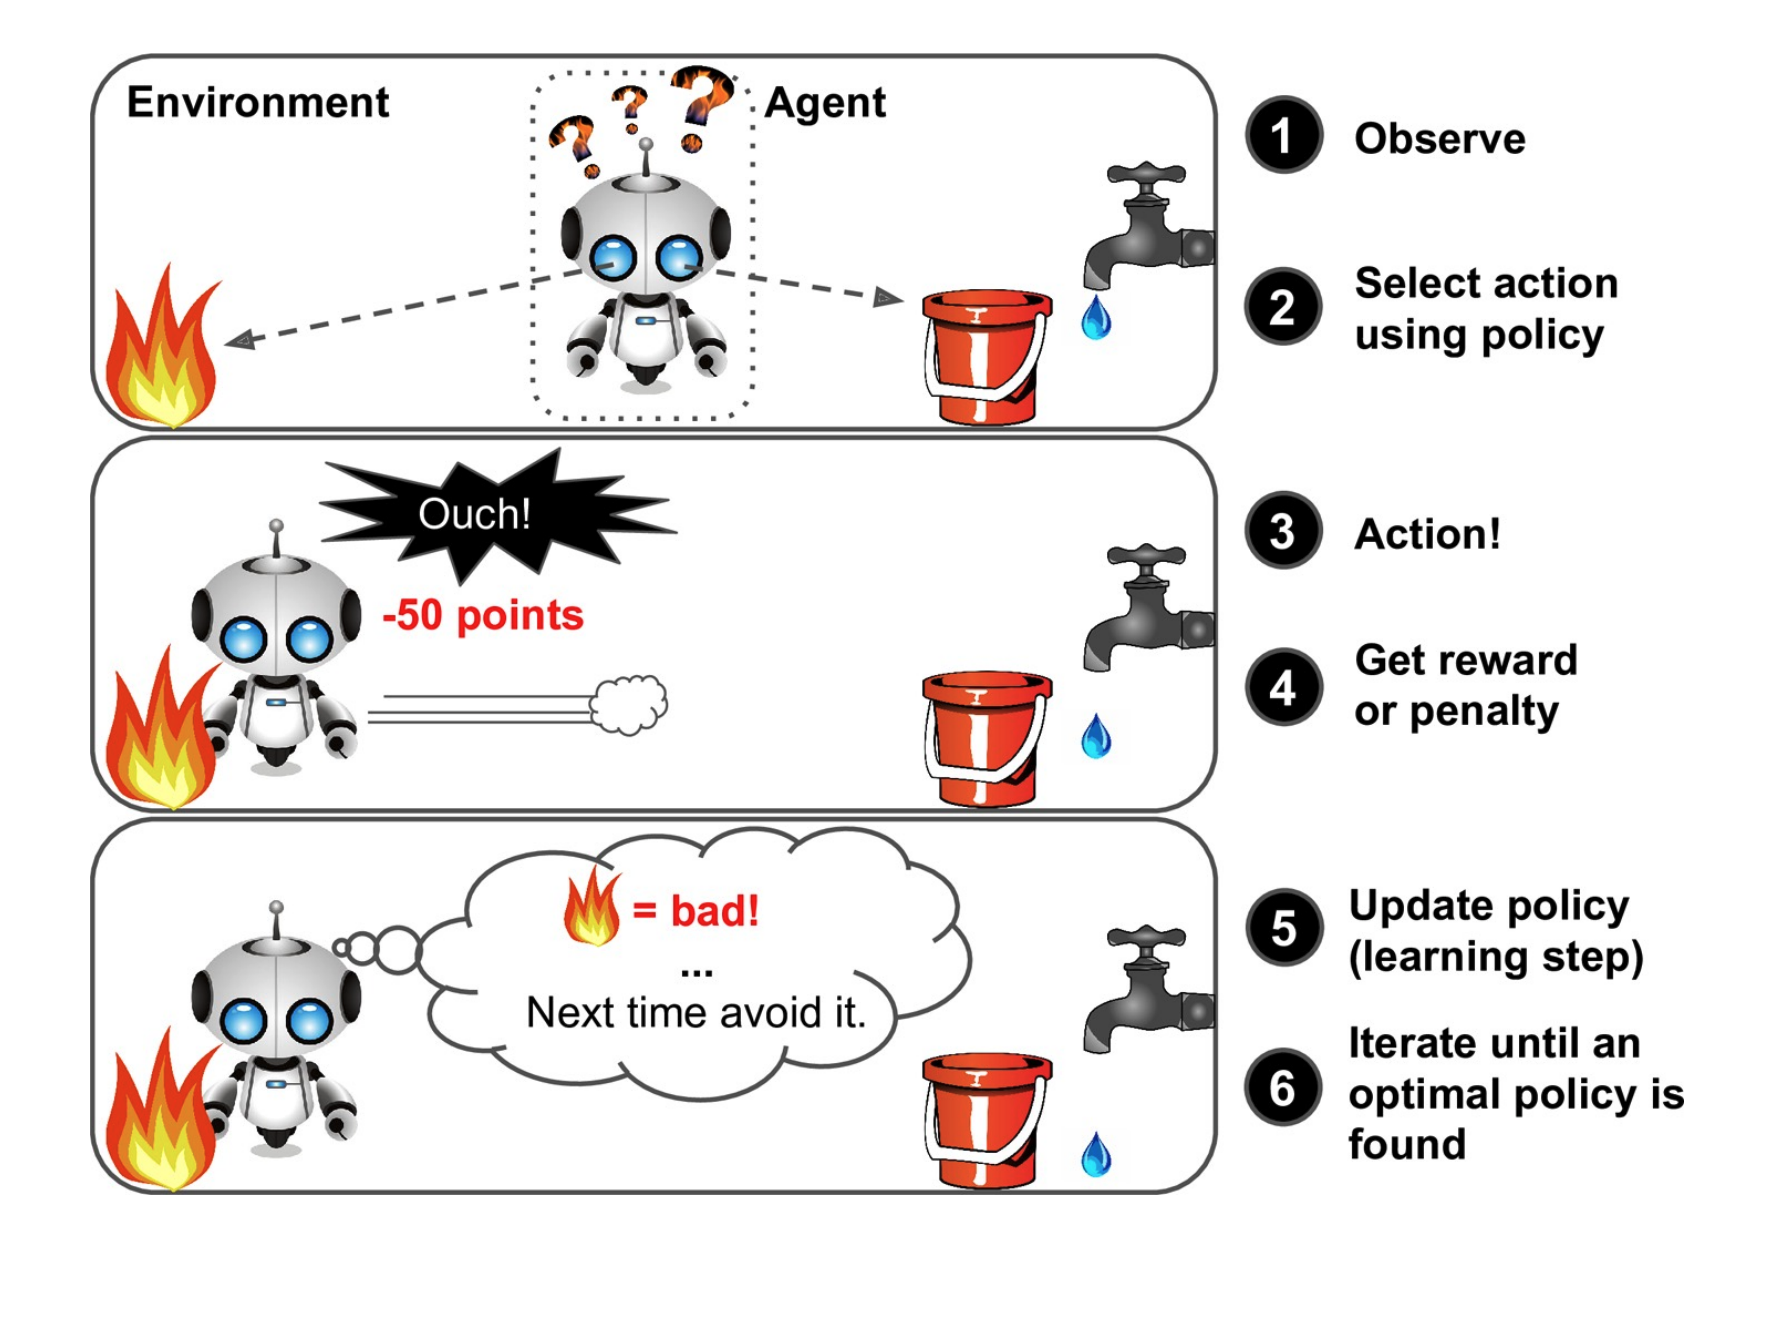 Environment
Agent
1 Observe
2 Select action
using policy
Ouch!
-50 points
3 Action!
4 Get reward
or penalty
= bad!
...
Next time avoid it.
5 Update policy
(learning step)
6 Iterate until an
optimal policy is
found